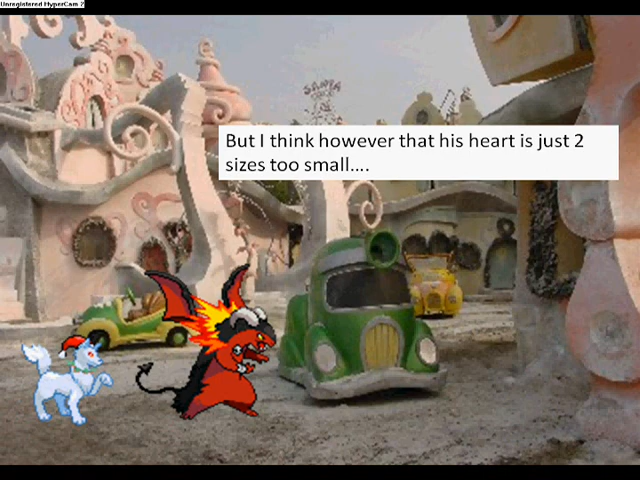 Unregistered HyperCam 2
But I think however that his heart is just 2
sizes too small....